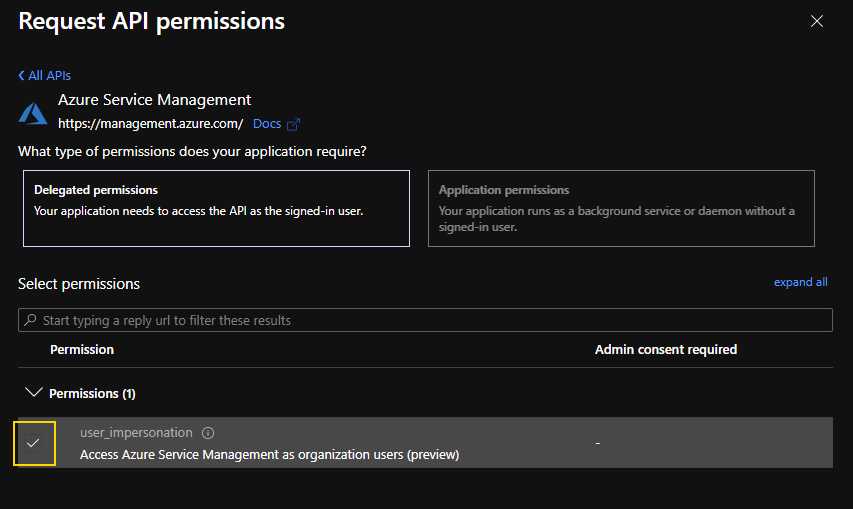 Request API permissions
All APIs
Azure Service Management
https://management.azure.com/ Docs
What type of permissions does your application require?
Delegated permissions
Your application needs to access the API as the signed-in user.
Application permissions
Your application runs as a background service or daemon without a
signed-in user.
Select permissions
expand all
Start typing a reply url to filter these results
Permission
Admin consent required
Permissions (1)
user_impersonation
Access Azure Service Management as organization users (preview)
-